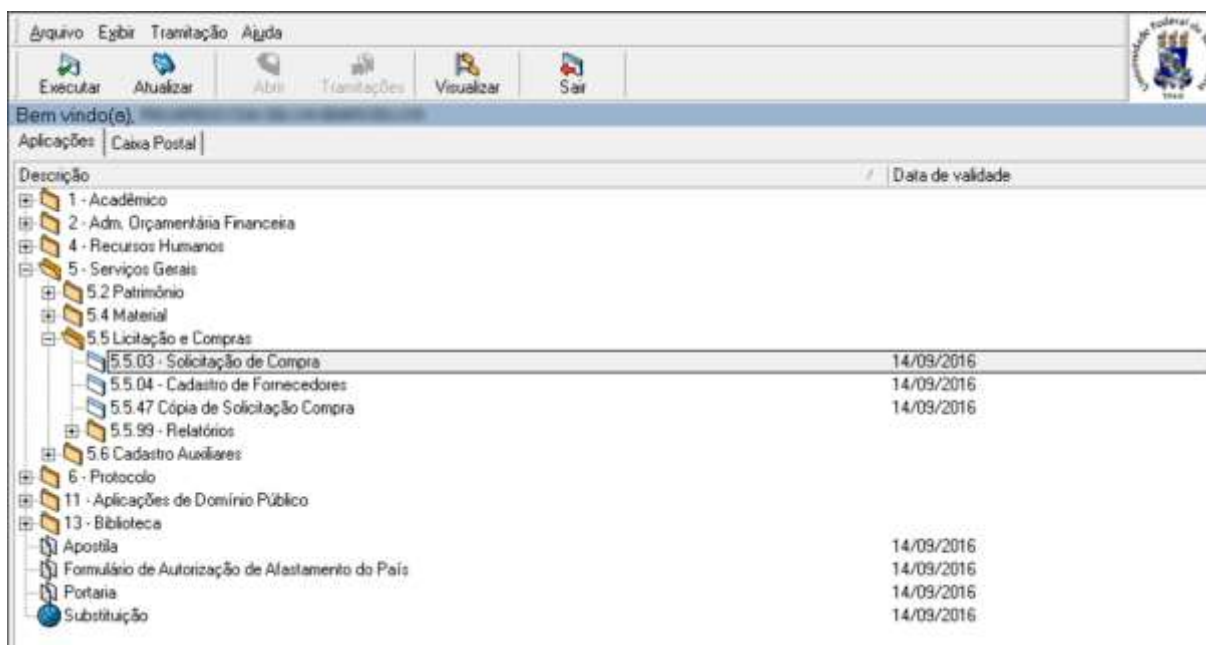 Arquivo Exibir Tramitação Ajuda
Executar Atualizar Abrir Tramitações Visualizar Sair
Bem vindo(a),
Aplicações Caixa Postal
Descrição Data de validade
1 - Acadêmico
2 - Adm. Orçamentária Financeira
4 - Recursos Humanos
5 - Serviços Gerais
5.2 Patrimônio
5.4 Material
5.5 Licitação e Compras
5.5.03 - Solicitação de Compra 14/09/2016
5.5.04 - Cadastro de Fornecedores 14/09/2016
5.5.47 Cópia de Solicitação Compra 14/09/2016
5.5.99 - Relatórios
5.6 Cadastro Auxiliares
6 - Protocolo
11 - Aplicações de Domínio Público
13 - Biblioteca
Apostila 14/09/2016
Formulário de Autorização de Afastamento do País 14/09/2016
Portaria 14/09/2016
Substituição 14/09/2016